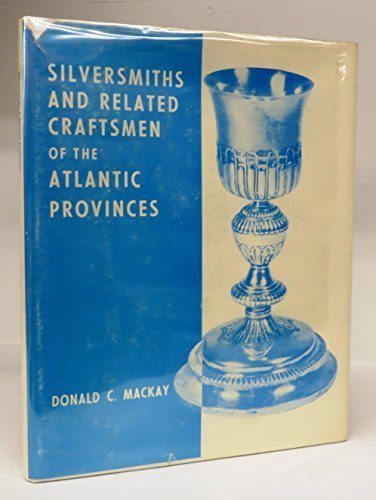 SILVERSMITHS
AND RELATED
CRAFTSMEN
OF THE
ATLANTIC
PROVINCES
DONALD C. MACKAY